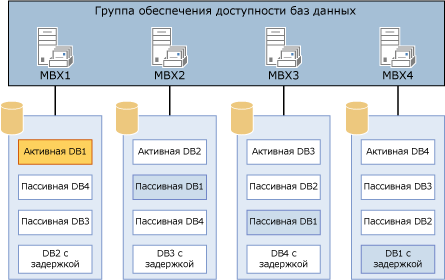 Группа обеспечения доступности баз данных
MBX1
MBX2
MBX3
MBX4
Активная DB1
Пассивная DB4
Пассивная DB3
DB2 с
задержкой
Активная DB2
Пассивная DB1
Пассивная DB4
DB3 с
задержкой
Активная DB3
Пассивная DB2
Пассивная DB1
DB4 с
задержкой
Активная DB4
Пассивная DB3
Пассивная DB2
DB1 с
задержкой